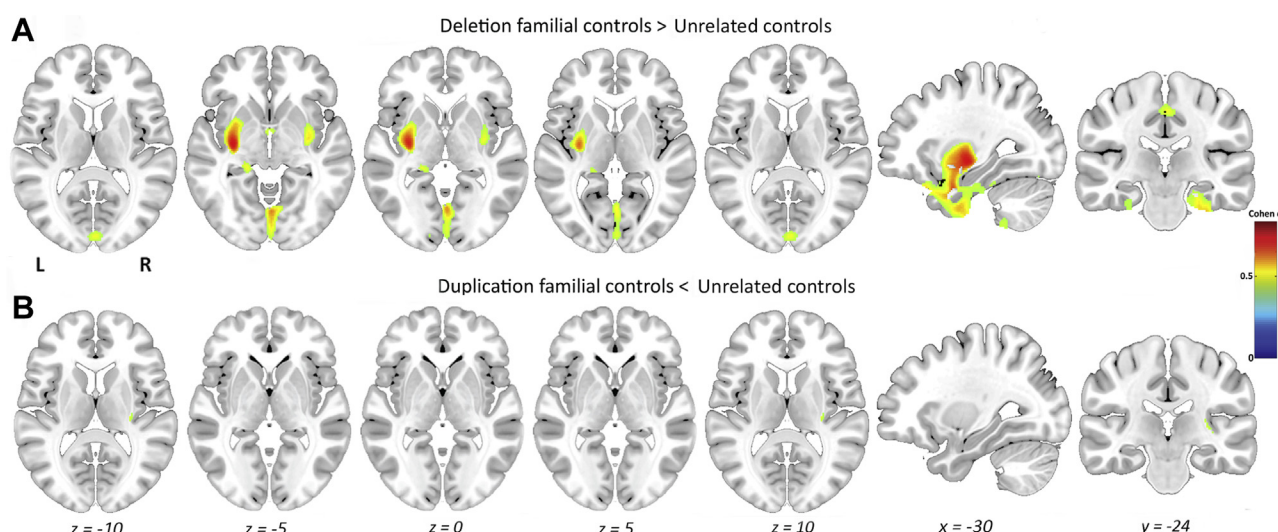 A
Deletion familial controls > Unrelated controls
Cohen
0.5
0
L
R
Duplication familial controls < Unrelated controls
B
z = -10
z = -5
z = 0
z = 5
z = 10
x = -30
y = -24